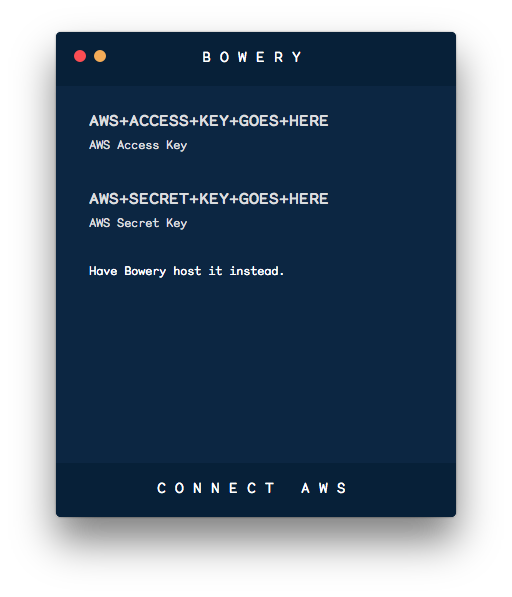 BOWERY
AWS+ACCESS+KEY+GOES+HERE
AWS Access Key
AWS+SECRET+KEY+GOES+HERE
AWS Secret Key
Have Bowery host it instead.
CONNECT AWS